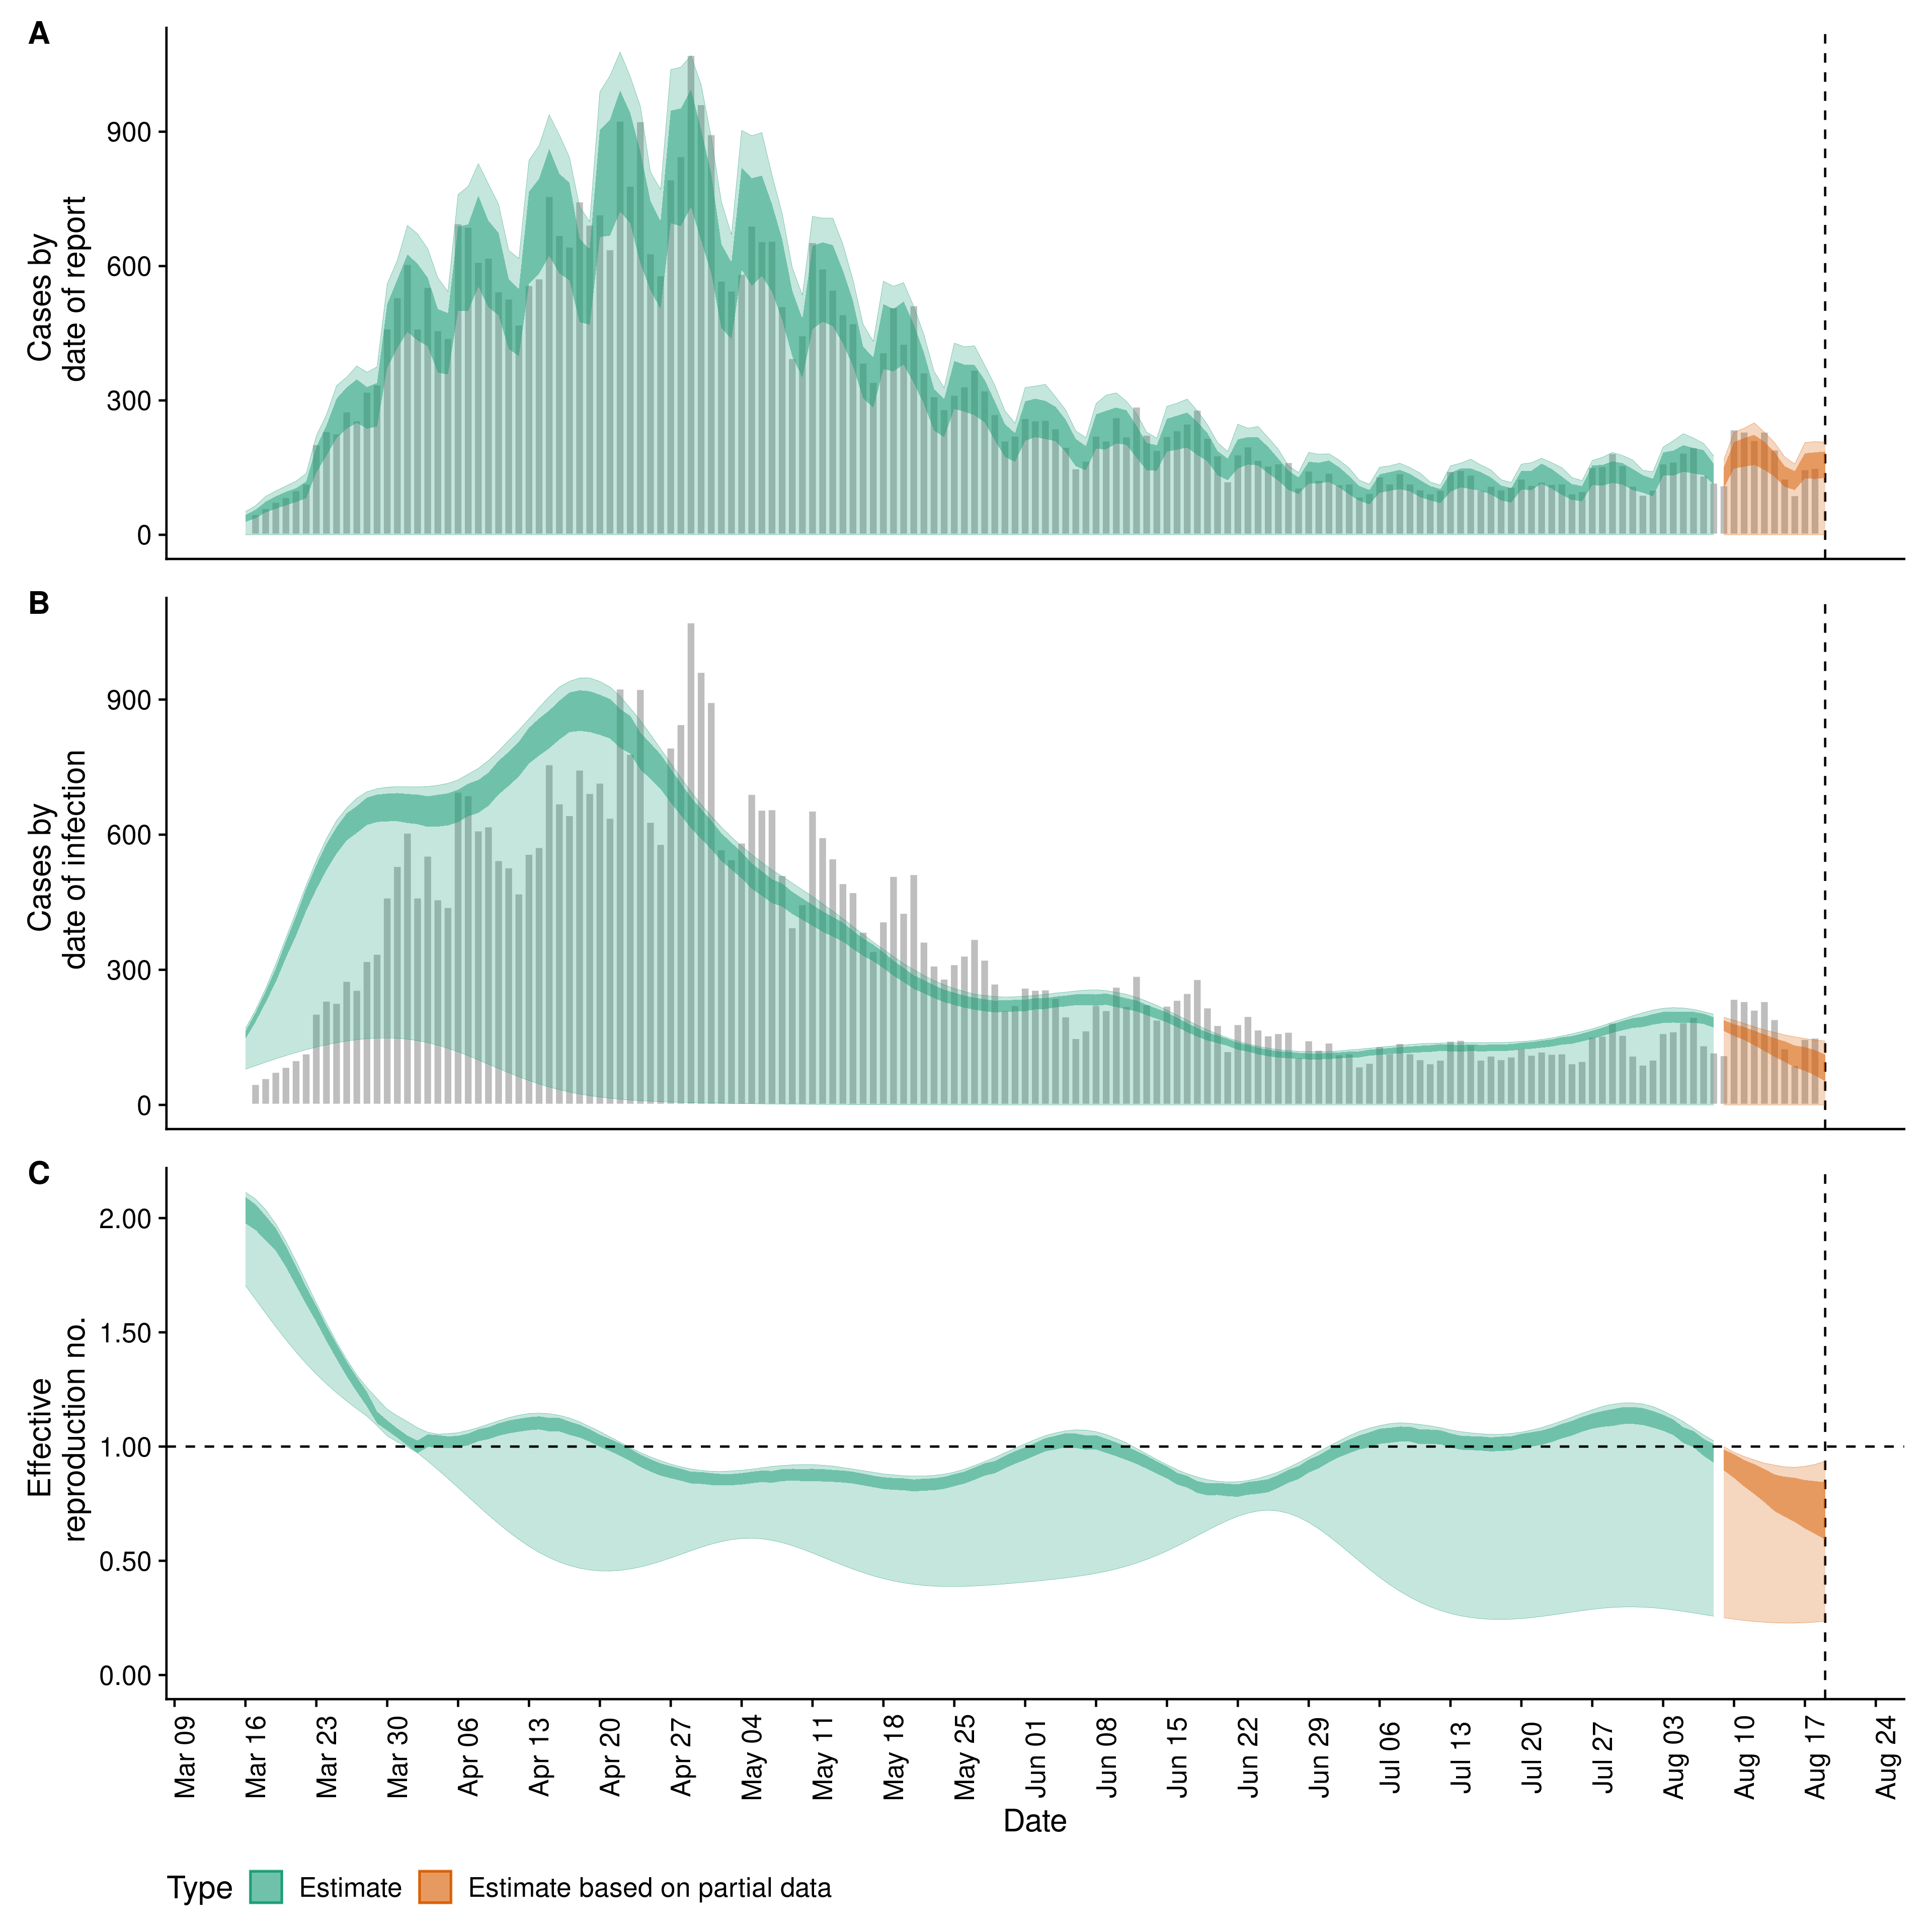 A
Cases by
date of report
900
600
300
0
B
Cases by
date of infection
900
600
300
0
C
Effective
reproduction no.
2.00
1.50
1.00
0.50
0.00
Mar 09
Mar 16
Mar 23
Mar 30
Apr 06
Apr 13
Apr 20
Apr 27
May 04
May 11
May 18
May 25
Jun 01
Jun 08
Jun 15
Jun 22
Jun 29
Jul 06
Jul 13
Jul 20
Jul 27
Aug 03
Aug 10
Aug 17
Aug 24
Date
Type Estimate Estimate based on partial data